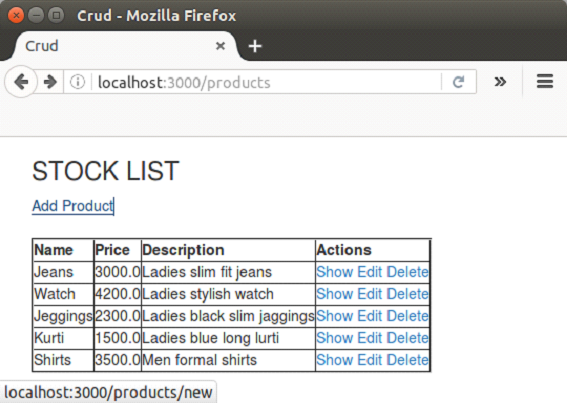 Crud - Mozilla Firefox
Crud × +
localhost:3000/products
STOCK LIST
Add Product
Name Price Description Actions
Jeans 3000.0 Ladies slim fit jeans Show Edit Delete
Watch 4200.0 Ladies stylish watch Show Edit Delete
Jeggings 2300.0 Ladies black slim jaggings Show Edit Delete
Kurti 1500.0 Ladies blue long lurti Show Edit Delete
Shirts 3500.0 Men formal shirts Show Edit Delete
localhost:3000/products/new